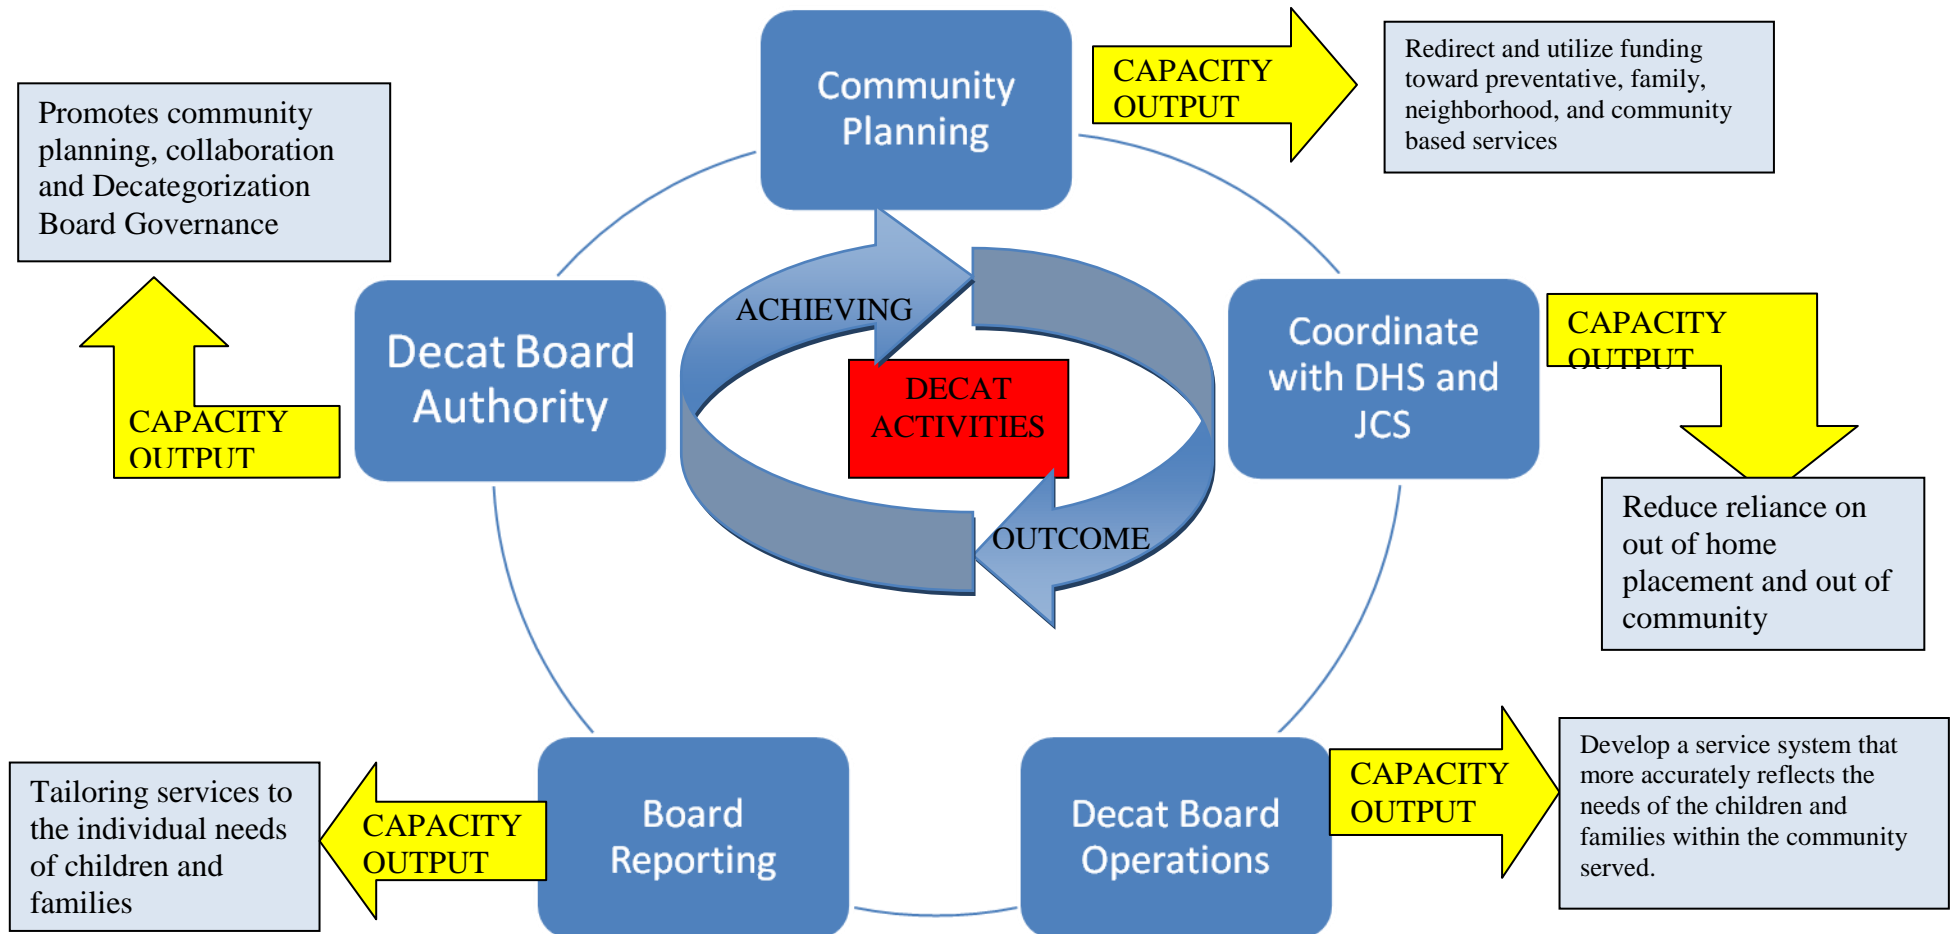 Community
Planning
CAPACITY
OUTPUT
Redirect and utilize funding
toward preventative, family,
neighborhood, and community
based services
Promotes community
planning, collaboration
and Decategorization
Board Governance
CAPACITY
OUTPUT
Decat Board
Authority
ACHIEVING
DECAT
ACTIVITIES
OUTCOME
Coordinate
with DHS and
JCS
CAPACITY
OUTPUT
Reduce reliance on
out of home
placement and out of
community
Tailoring services to
the individual needs
of children and
families
CAPACITY
OUTPUT
Board
Reporting
Decat Board
Operations
CAPACITY
OUTPUT
Develop a service system that
more accurately reflects the
needs of the children and
families within the community
served.